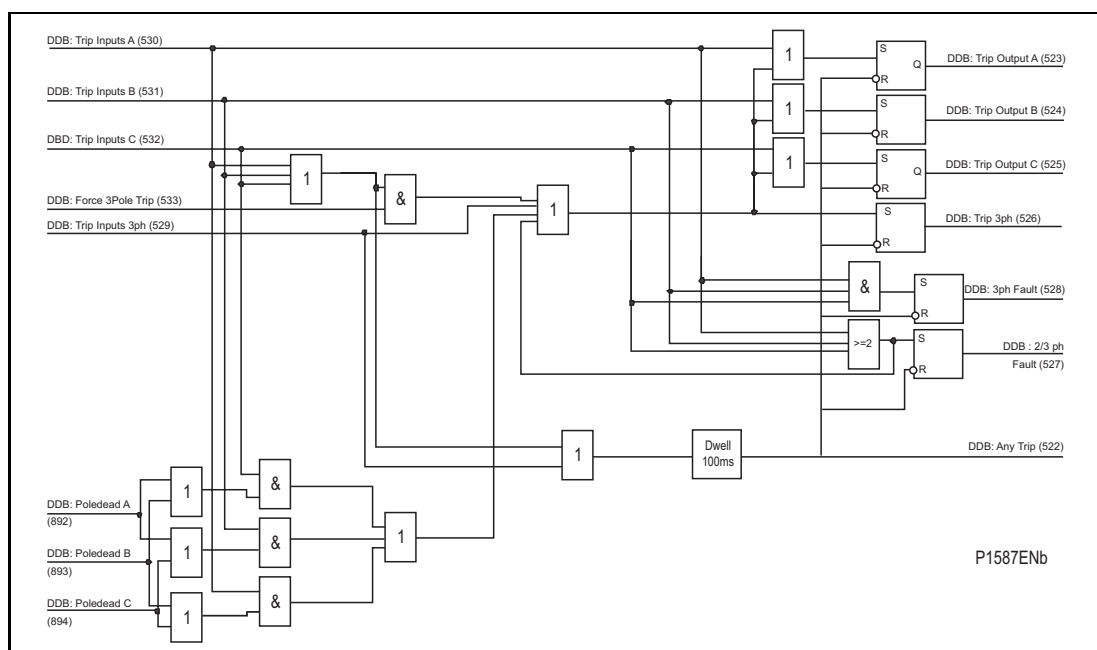 DDB: Trip Inputs A (530)
DDB: Trip Inputs B (531)
DBD: Trip Inputs C (532)
DDB: Force 3Pole Trip (533)
DDB: Trip Inputs 3ph (529)
1
&
1
1
1
1
S
Q
R
DDB: Trip Output A (523)
S
R
DDB: Trip Output B (524)
S
Q
R
DDB: Trip Output C (525)
S
R
DDB: Trip 3ph (526)
&
S
R
DDB: 3ph Fault (528)
>=2
S
R
DDB : 2/3 ph
Fault (527)
1
Dwell
100ms
DDB: Any Trip (522)
DDB: Poledead A
(892)
DDB: Poledead B
(893)
DDB: Poledead C
(894)
1
&
1
&
1
1
&
P1587ENb